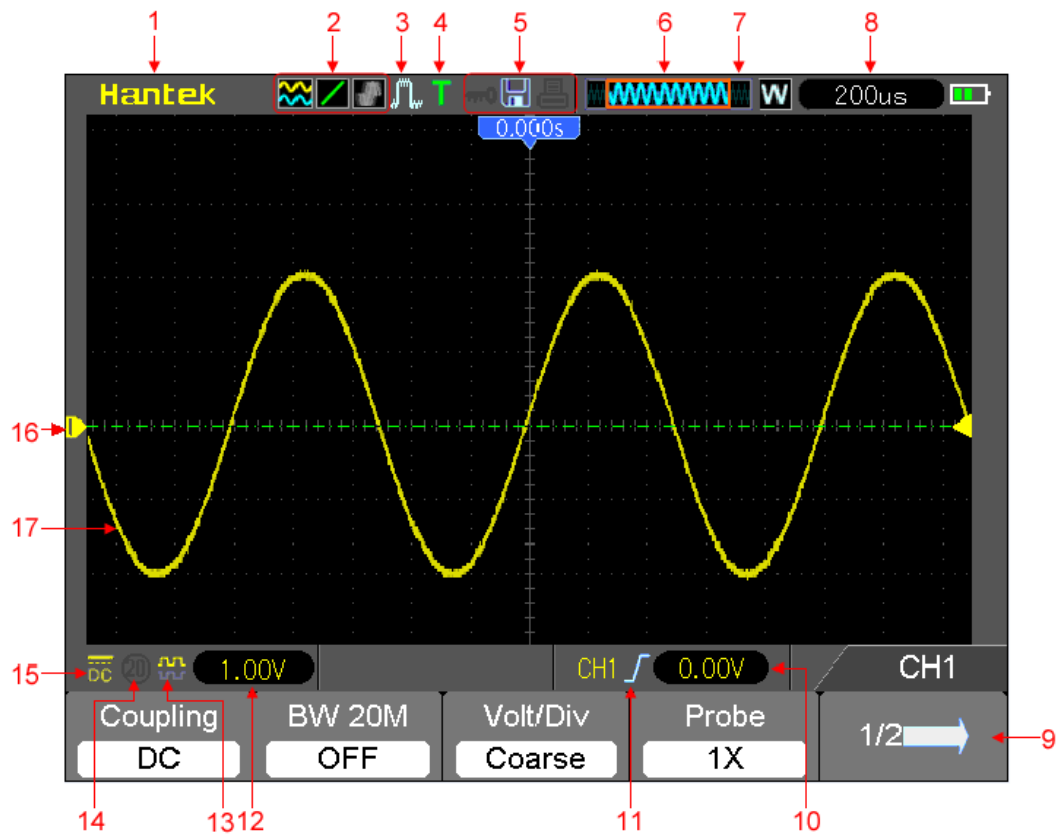 1 2 3 4 5 6 7 8
Hantek T W 200us
0.000s
16
17
15 DC 20 1.00V CH1 0.00V CH1
Coupling BW 20M Volt/Div Probe 1/2 9
DC OFF Coarse 1X
14 13 12 11 10